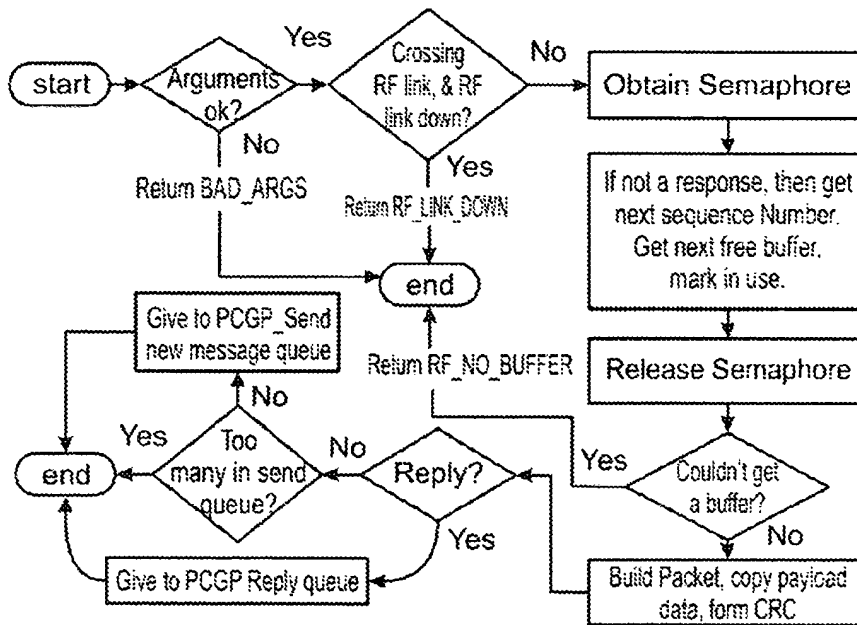 start
Arguments
ok?
Yes
No
Return BAD_ARGS
Crossing
RF link, & RF
link down?
No
Yes
Return RF_LINK_DOWN
end
Obtain Semaphore
If not a response, then get
next sequence Number.
Get next free buffer,
mark in use.
Release Semaphore
Couldn't get
a buffer?
Yes
Return RF_NO_BUFFER
No
Build Packet, copy payload
data, form CRC
Reply?
No
Yes
Too
many in send
queue?
No
Yes
Give to PCGP_Send
new message queue
end
Give to PCGP Reply queue